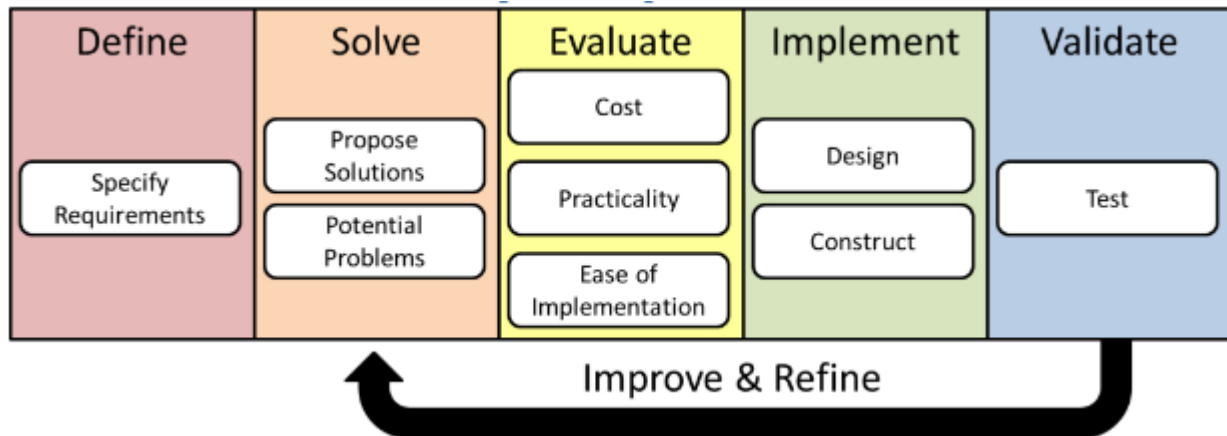 Define
Specify
Requirements
Solve
Propose
Solutions
Potential
Problems
Evaluate
Cost
Practicality
Ease of
Implementation
Implement
Design
Construct
Validate
Test
Improve & Refine